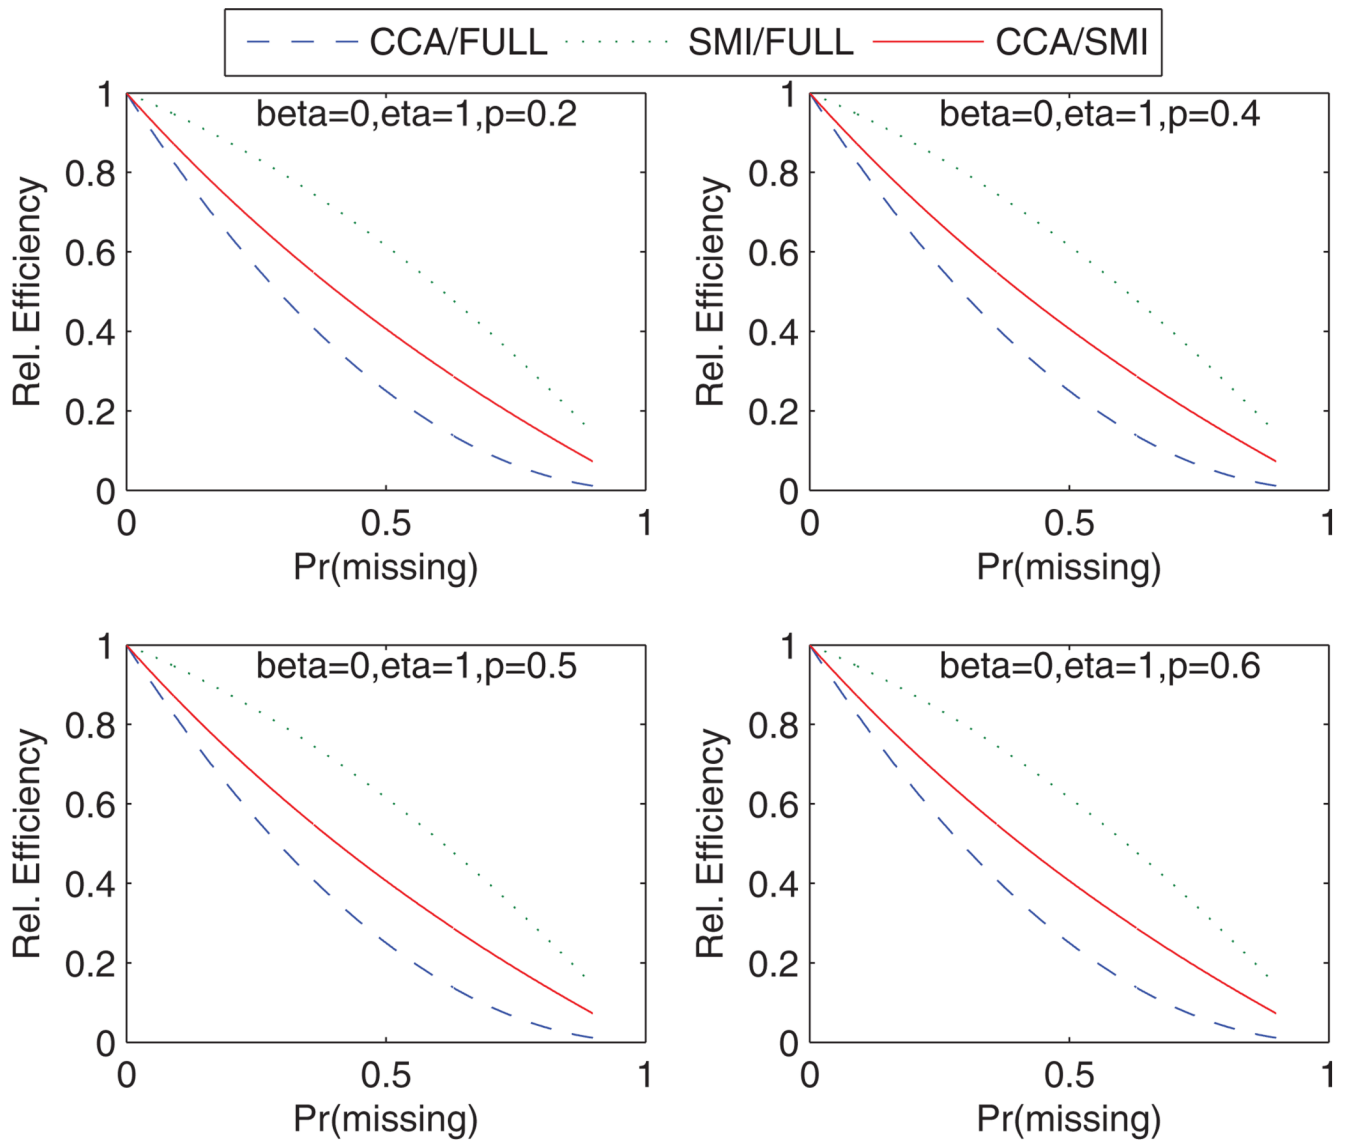 CCA/FULL SMI/FULL CCA/SMI
beta=0,eta=1,p=0.2
Rel. Efficiency
1
0.8
0.6
0.4
0.2
0
0 0.5 1
Pr(missing)
beta=0,eta=1,p=0.4
Rel. Efficiency
1
0.8
0.6
0.4
0.2
0
0 0.5 1
Pr(missing)
beta=0,eta=1,p=0.5
Rel. Efficiency
1
0.8
0.6
0.4
0.2
0
0 0.5 1
Pr(missing)
beta=0,eta=1,p=0.6
Rel. Efficiency
1
0.8
0.6
0.4
0.2
0
0 0.5 1
Pr(missing)